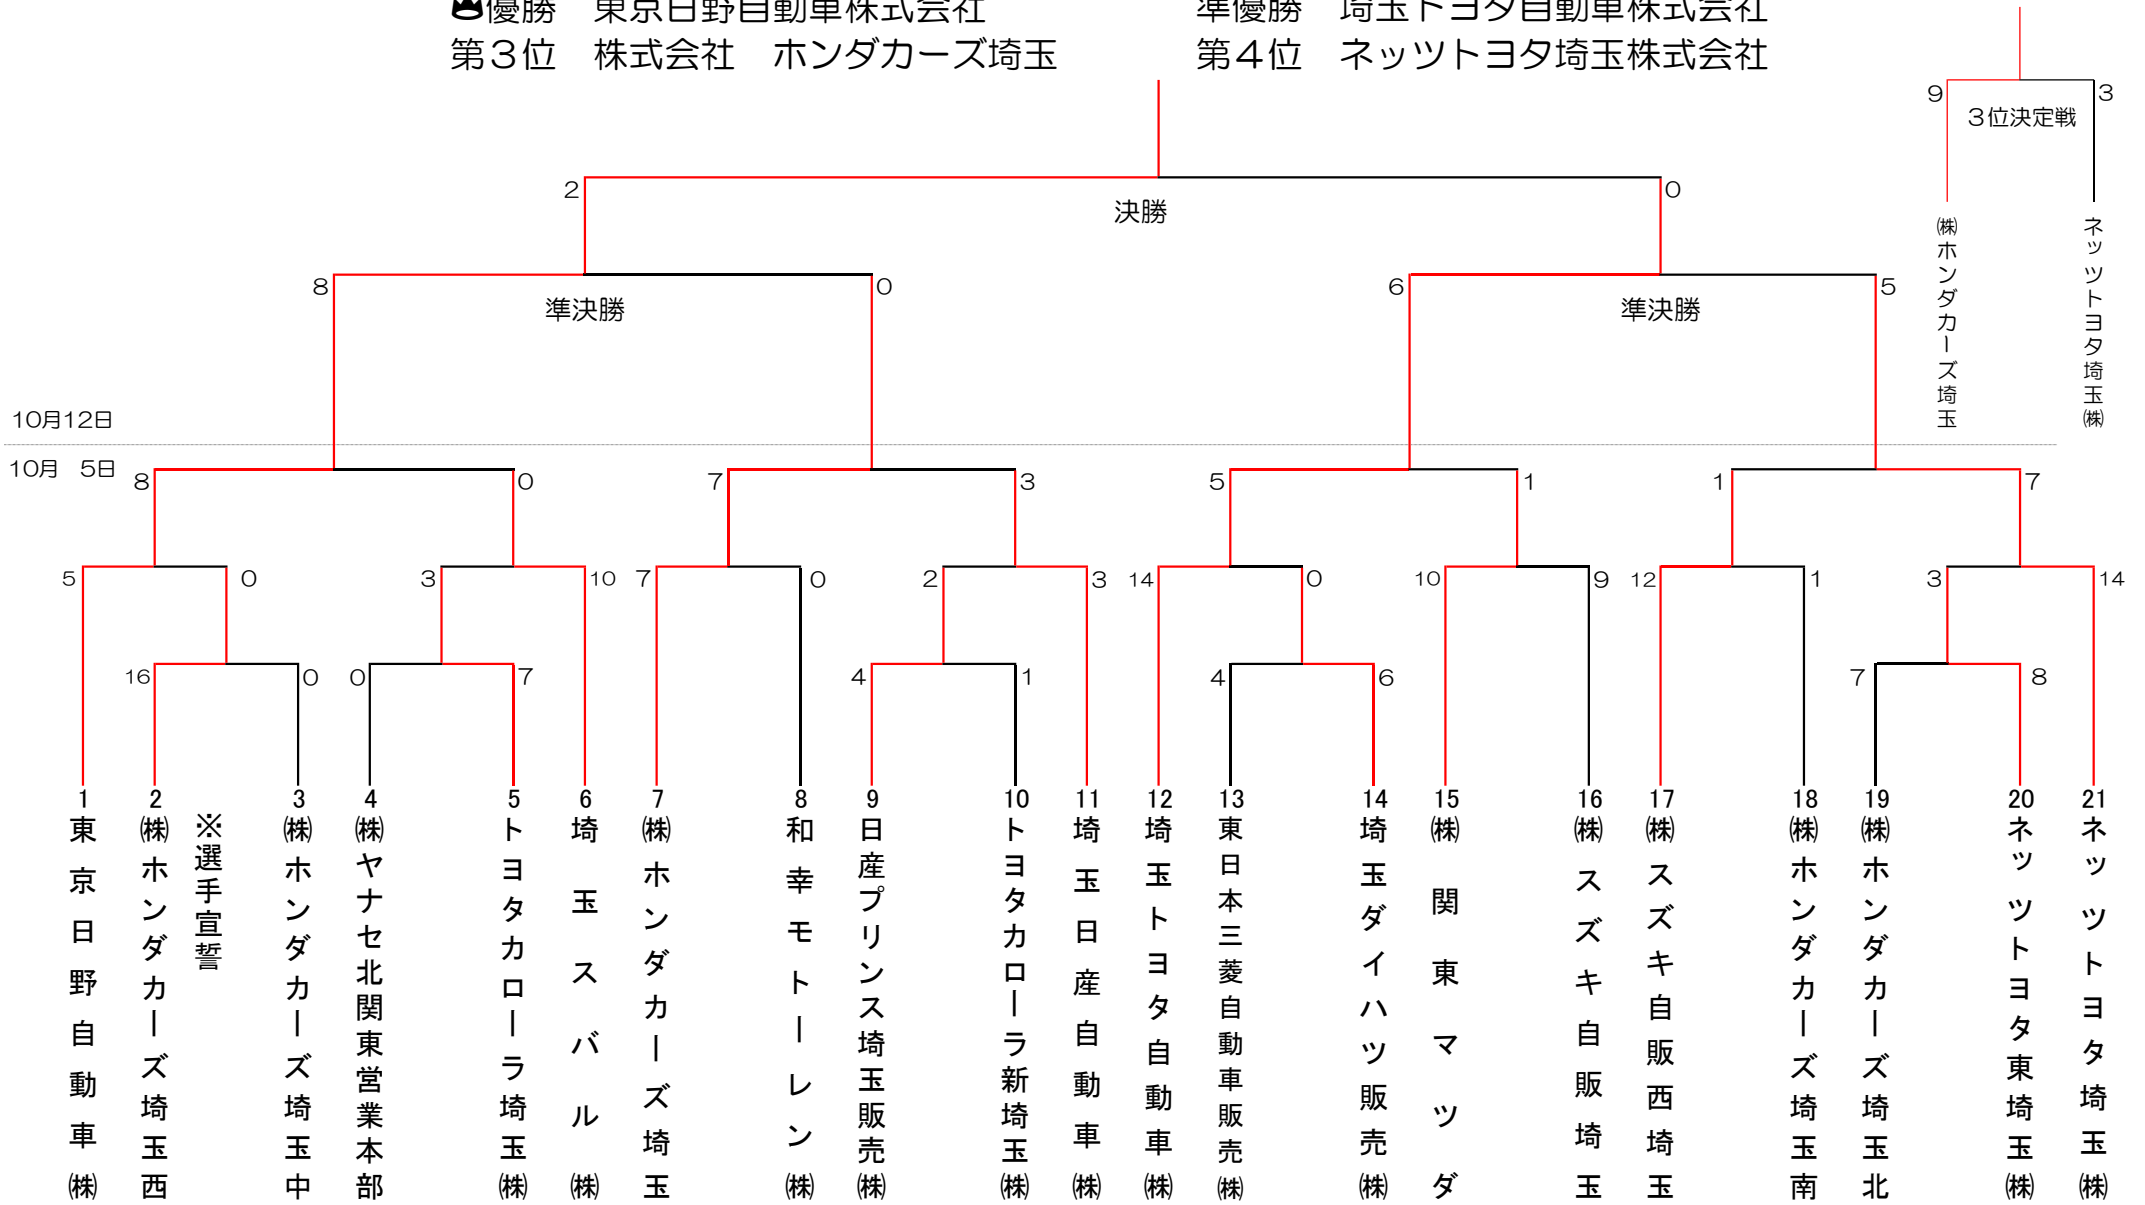 優勝　東京日野自動車株式会社　準優勝　埼玉トヨタ自動車株式会社
第３位　株式会社　ホンダカーズ埼玉　第４位　ネッツトヨタ埼玉株式会社
9　3
３位決定戦
㈱ホンダカーズ埼玉
ネッツトヨタ埼玉㈱
2　0
決勝
8　0　6　5
準決勝　準決勝
10月12日
10月　5日
8　0　7　3　5　1　1　7
5　0　3　10　7　0　2　3　14　0　10　9　12　1　3　14
16　0　0　7　4　1　4　6　7　8
1 東京日野自動車㈱
2 ㈱ホンダカーズ埼玉西
※選手宣誓
3 ㈱ホンダカーズ埼玉中
4 ㈱ヤナセ北関東営業本部
5 トヨタカローラ埼玉㈱
6 埼玉スバル㈱
7 ㈱ホンダカーズ埼玉
8 和幸モトーレン㈱
9 日産プリンス埼玉販売㈱
10 トヨタカローラ新埼玉㈱
11 埼玉日産自動車㈱
12 埼玉トヨタ自動車㈱
13 東日本三菱自動車販売㈱
14 埼玉ダイハツ販売㈱
15 ㈱関東マツダ
16 ㈱スズキ自販埼玉
17 ㈱スズキ自販西埼玉
18 ㈱ホンダカーズ埼玉南
19 ㈱ホンダカーズ埼玉北
20 ネッツトヨタ東埼玉㈱
21 ネッツトヨタ埼玉㈱